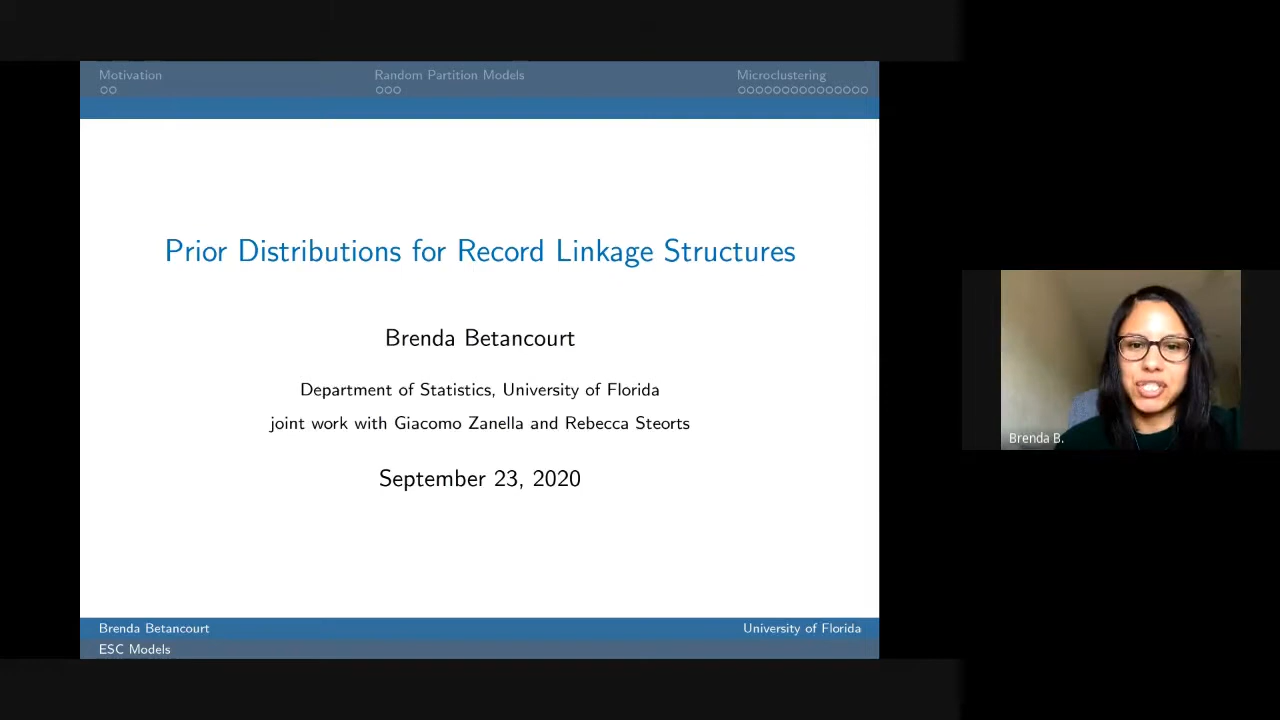 Motivation
Random Partition Models
Microclustering
Prior Distributions for Record Linkage Structures
Brenda Betancourt
Department of Statistics, University of Florida
joint work with Giacomo Zanella and Rebecca Steorts
September 23, 2020
Brenda B.
Brenda Betancourt
University of Florida
ESC Models